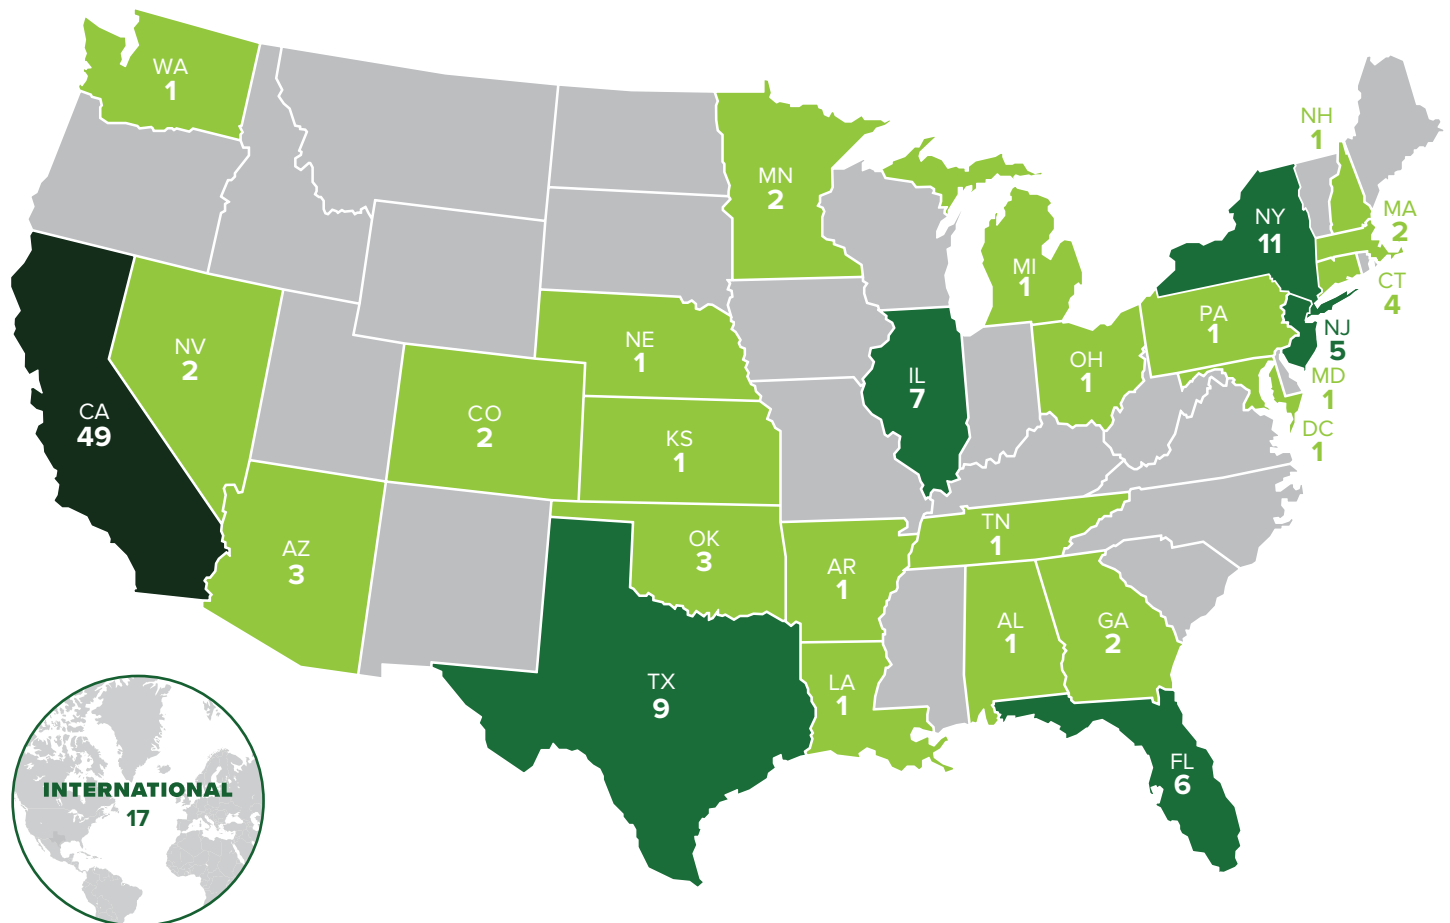 WA
1
NH
1
MN
2
MA
2
NY
11
MI
1
CT
4
PA
1
NJ
5
NV
2
NE
1
OH
1
IL
7
MD
1
CA
49
CO
2
KS
1
DC
1
TN
1
AZ
3
OK
3
AR
1
AL
1
GA
2
TX
9
LA
1
FL
6
INTERNATIONAL
17